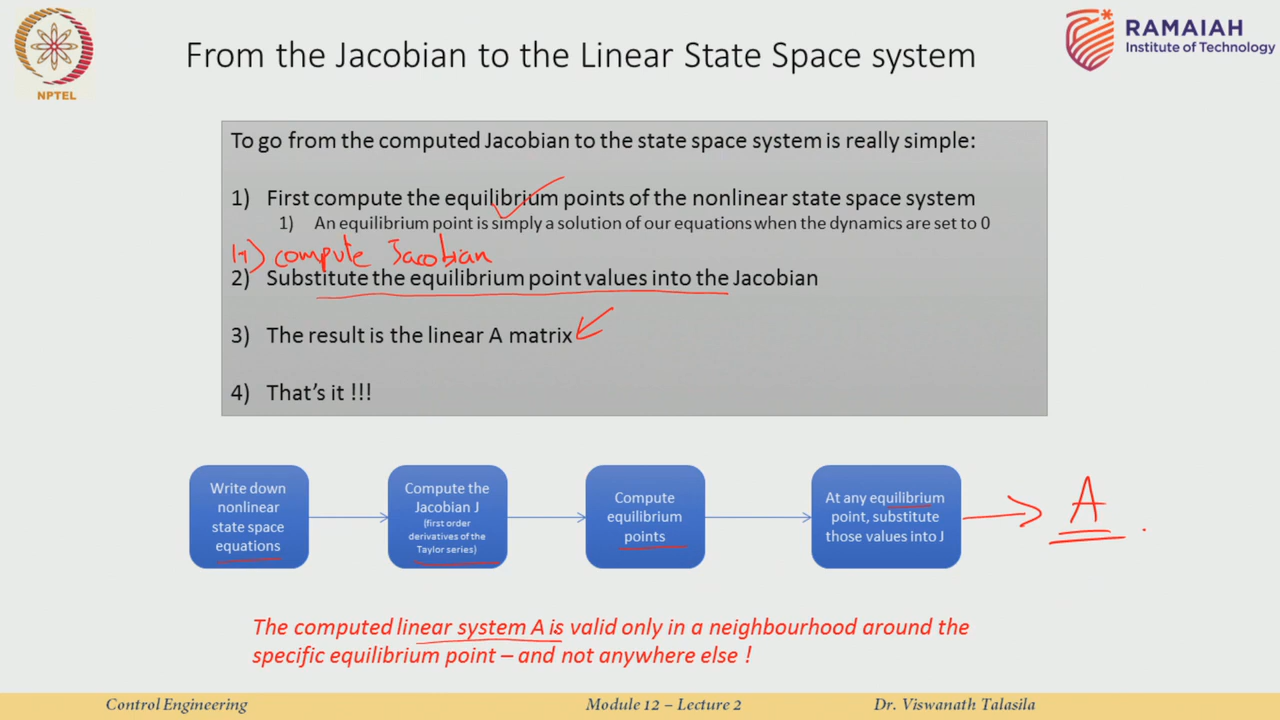 NPTEL
From the Jacobian to the Linear State Space system
RAMAIAH
Institute of Technology
To go from the computed Jacobian to the state space system is really simple:
1) First compute the equilibrium points of the nonlinear state space system
1) An equilibrium point is simply a solution of our equations when the dynamics are set to 0
1+) compute Jacobian
2) Substitute the equilibrium point values into the Jacobian
3) The result is the linear A matrix
4) That's it !!!
Write down
nonlinear
state space
equations
Compute the
Jacobian J
(first order
derivatives of the
Taylor series)
Compute
equilibrium
points
At any equilibrium
point, substitute
those values into J
A
The computed linear system A is valid only in a neighbourhood around the
specific equilibrium point – and not anywhere else !
Control Engineering
Module 12 – Lecture 2
Dr. Viswanath Talasila